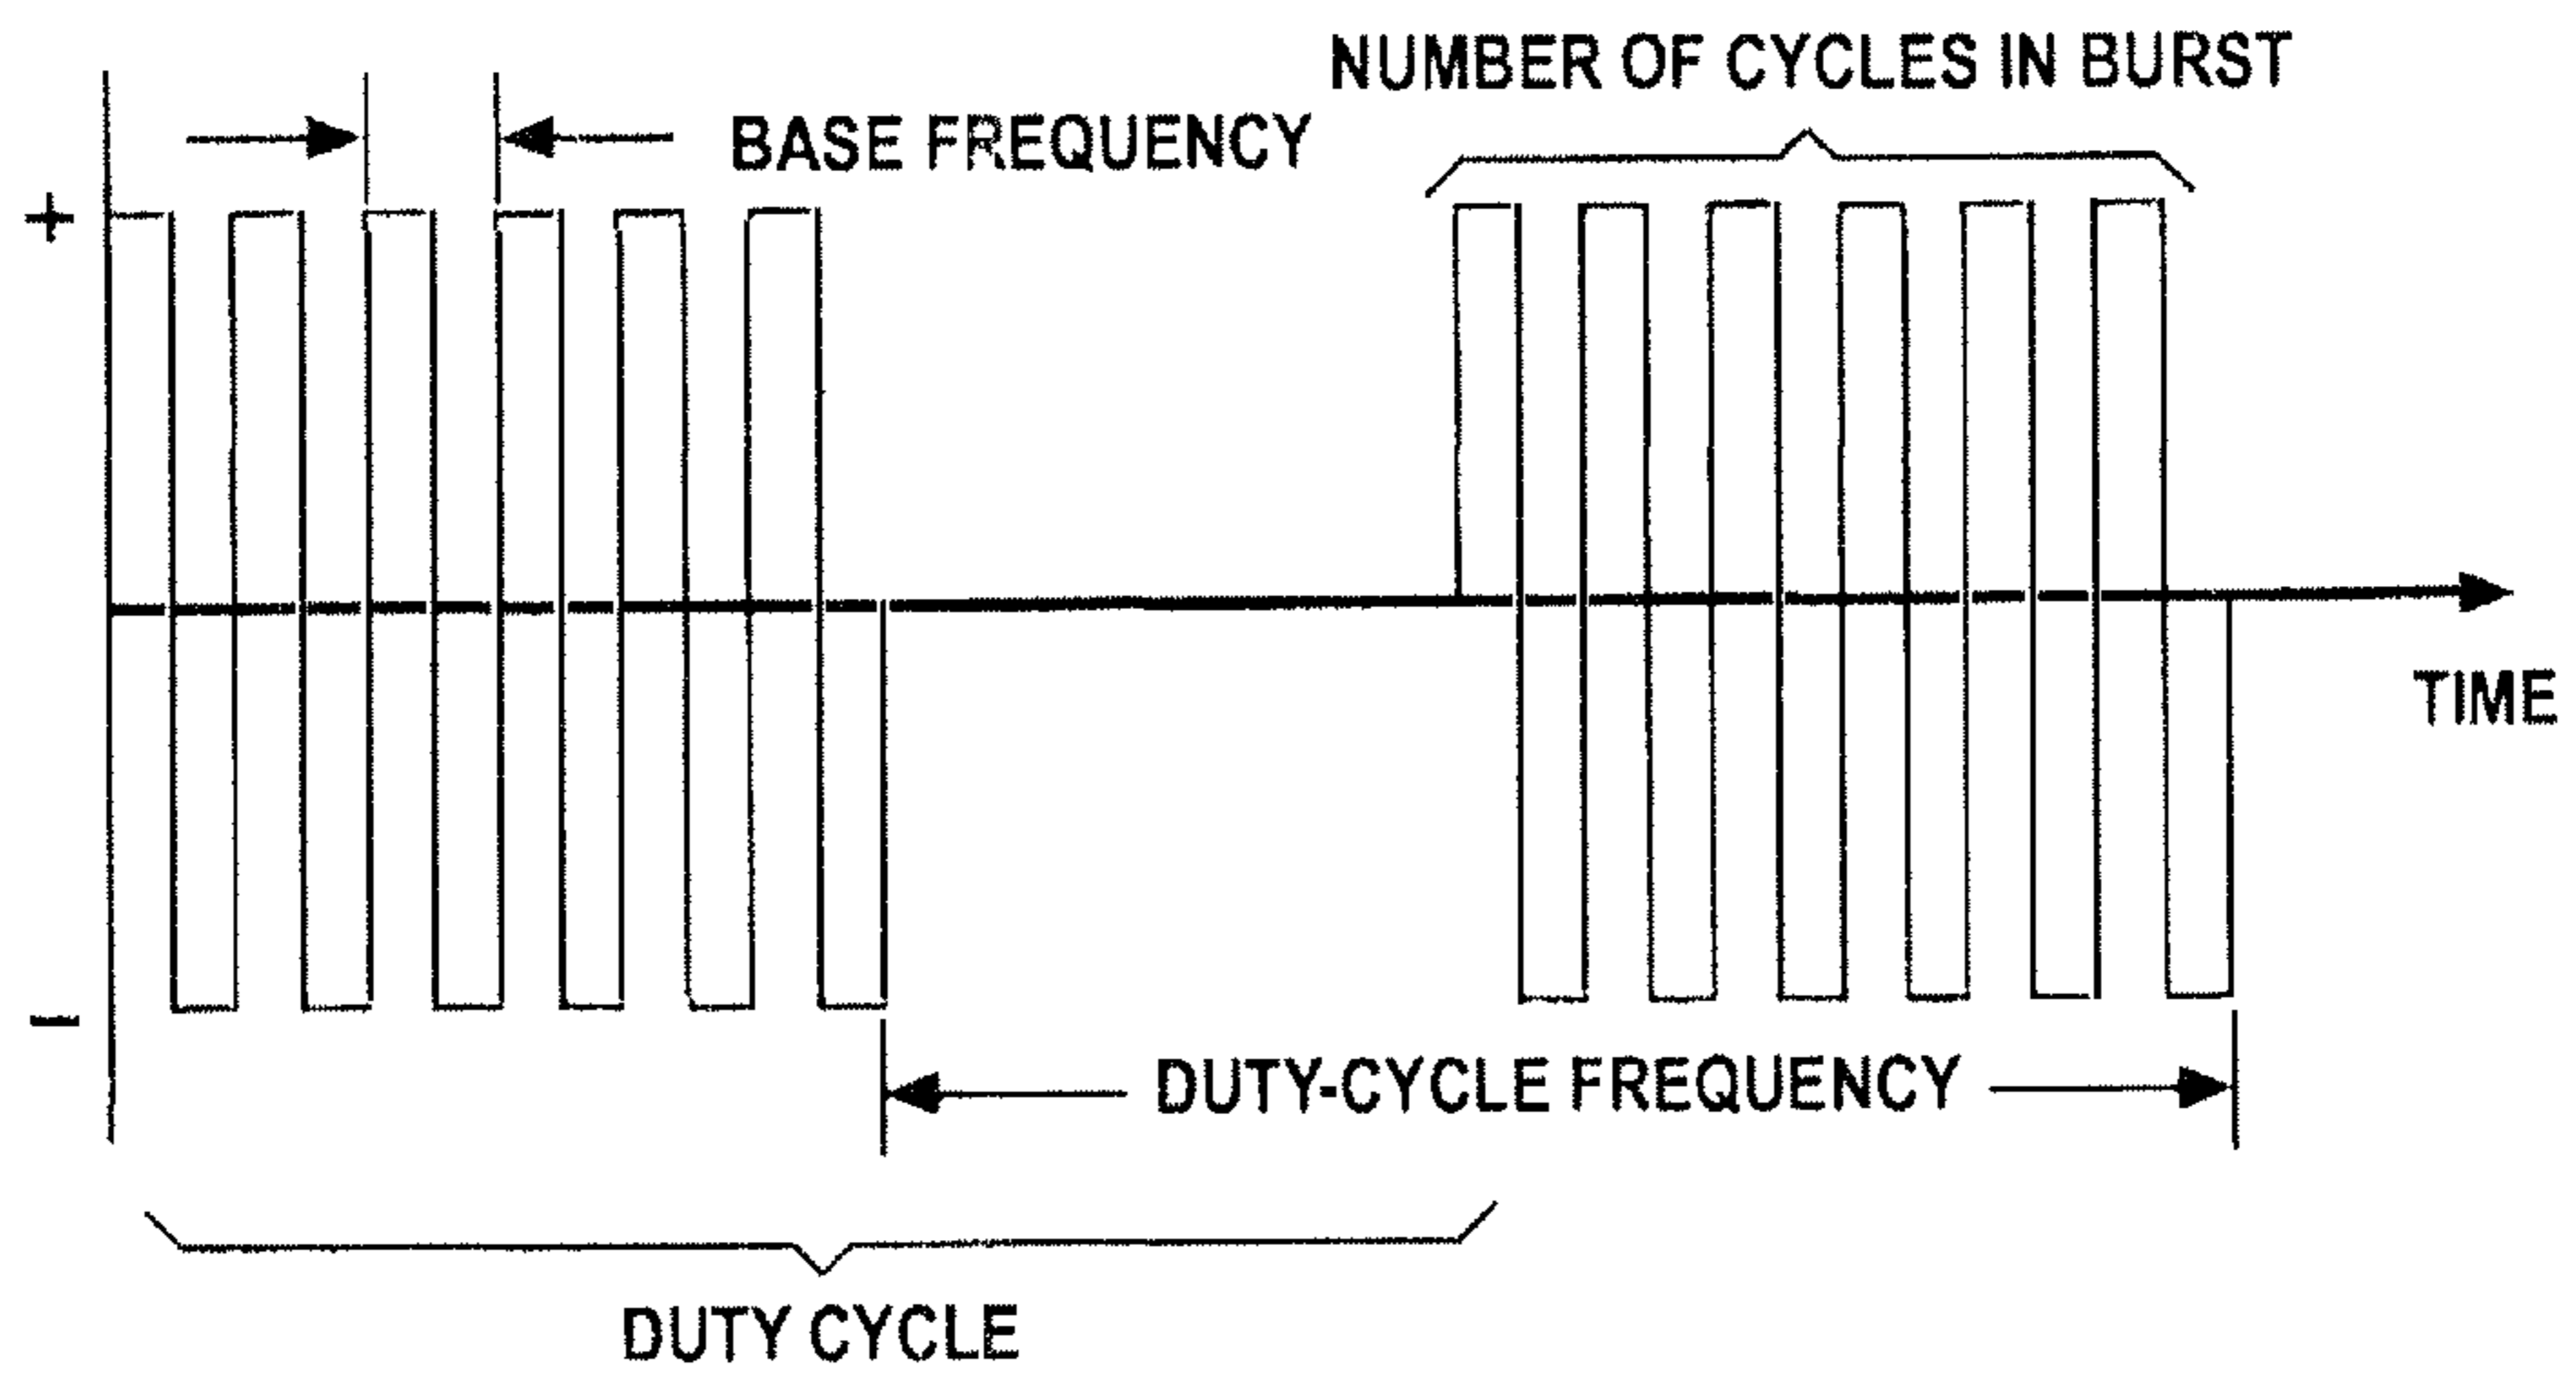 NUMBER OF CYCLES IN BURST
BASE FREQUENCY
+
TIME
−
DUTY-CYCLE FREQUENCY
DUTY CYCLE